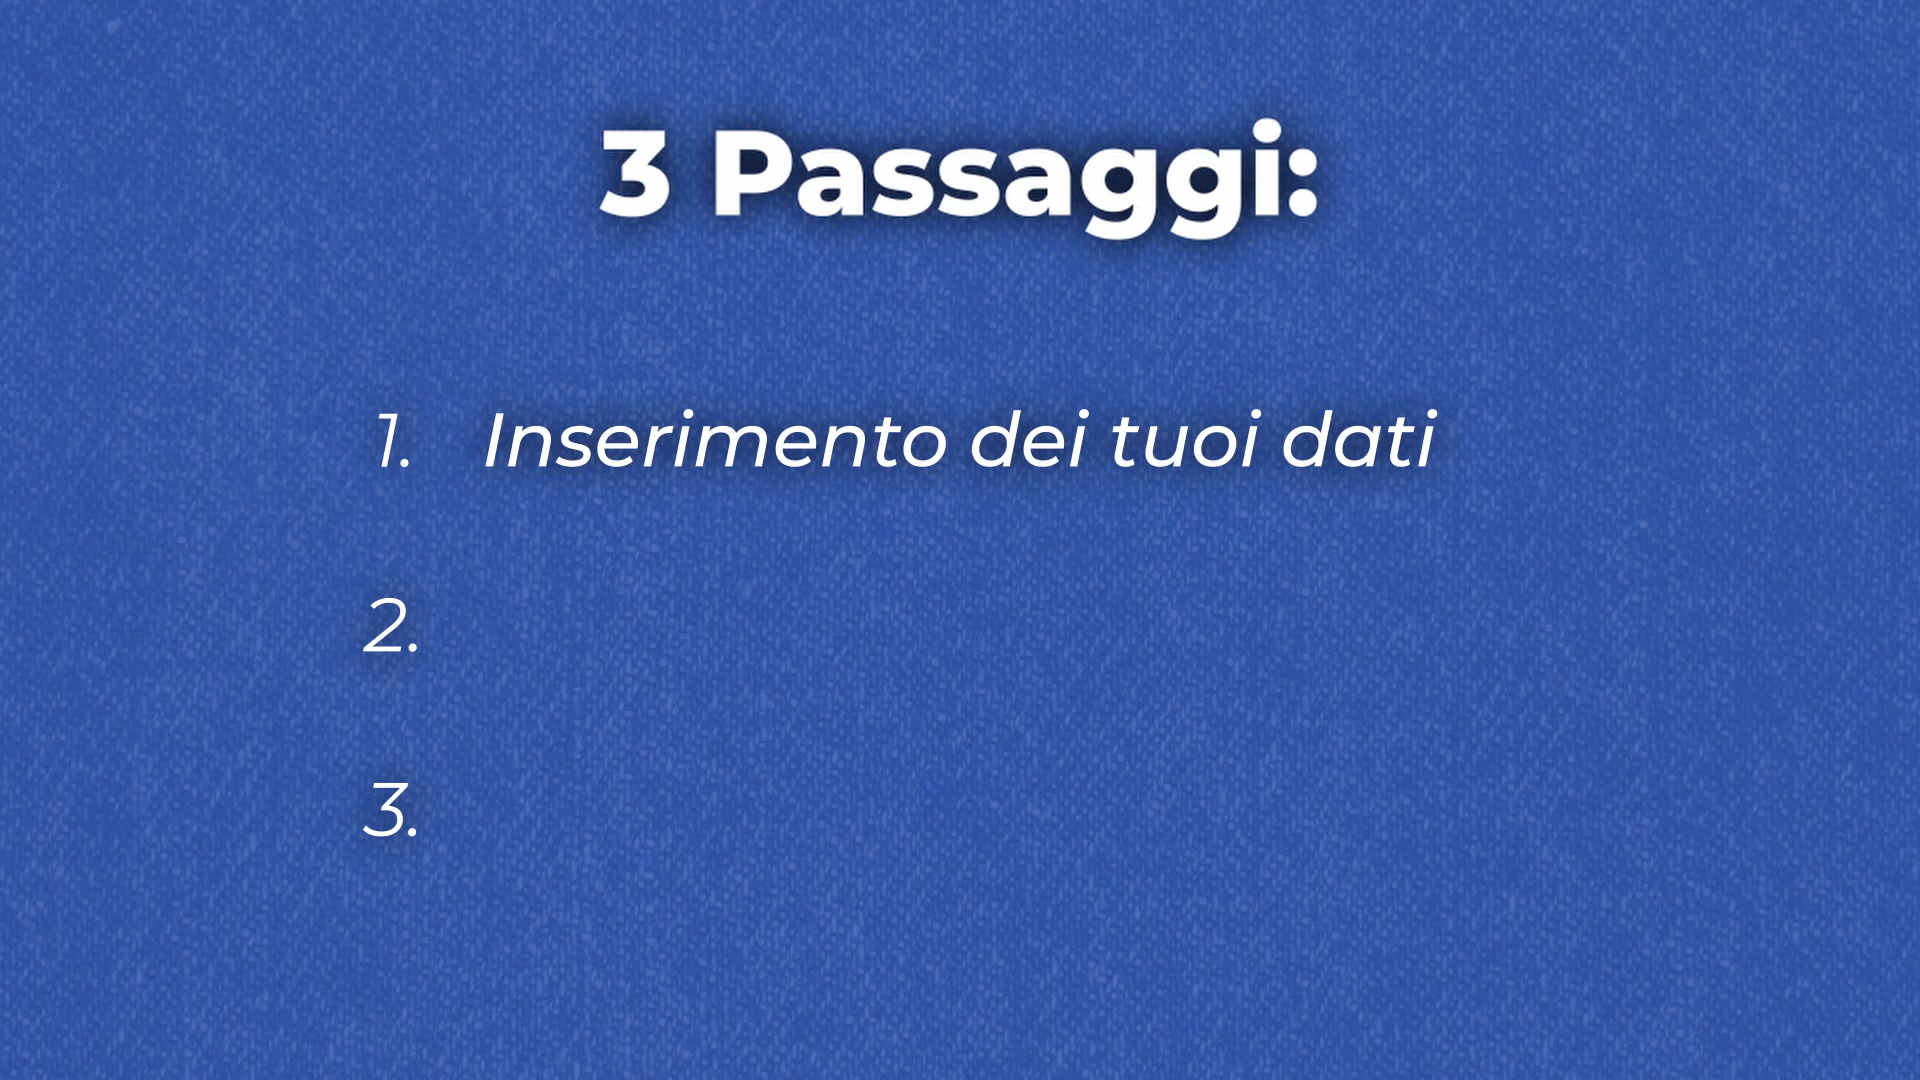 3 Passaggi:
1. Inserimento dei tuoi dati
2.
3.